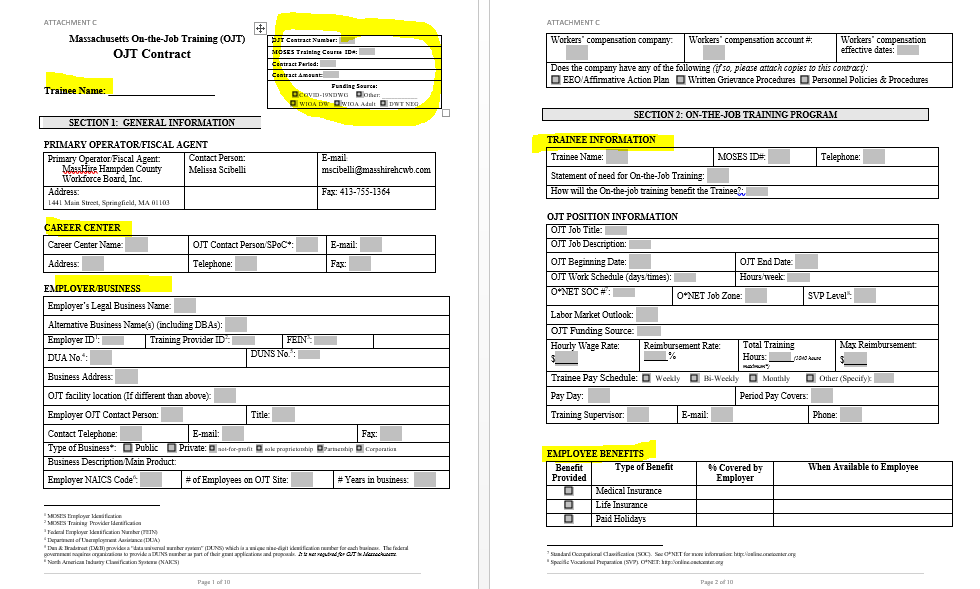 ATTACHMENT C
Massachusetts On-the-Job Training (OJT)
OJT Contract
Trainee Name:
OJT Contract Number:
MOSES Training Course ID#:
Contract Period:
Contract Amount:
Funding Source:
COVID-19NDWG Other:
WIOA DW WIOA Adult DWT NEG
SECTION 1: GENERAL INFORMATION
PRIMARY OPERATOR/FISCAL AGENT
Primary Operator/Fiscal Agent:
MassHire Hampden County
Workforce Board, Inc.
Contact Person:
Melissa Scibelli
E-mail:
mscibelli@masshirehcwb.com
Address:
1441 Main Street, Springfield, MA 01103
Fax: 413-755-1364
CAREER CENTER
Career Center Name: OJT Contact Person/SPoC*: E-mail:
Address: Telephone: Fax:
EMPLOYER/BUSINESS
Employer's Legal Business Name:
Alternative Business Name(s) (including DBAs):
Employer ID1: Training Provider ID2: FEIN3:
DUA No.4: DUNS No.5:
Business Address:
OJT facility location (If different than above):
Employer OJT Contact Person: Title:
Contact Telephone: E-mail: Fax:
Type of Business*: Public Private: not-for-profit sole proprietorship Partnership Corporation
Business Description/Main Product:
Employer NAICS Code6: # of Employees on OJT Site: # Years in business:
1 MOSES Employer Identification
2 MOSES Training Provider Identification
3 Federal Employer Identification Number (FEIN)
4 Department of Unemployment Assistance (DUA)
5 Dun & Bradstreet (D&B) provides a "data universal number system" (DUNS) which is a unique nine-digit identification number for each business. The federal
government requires organizations to provide a DUNS number as part of their grant applications and proposals. It is not required for OJT in Massachusetts.
6 North American Industry Classification Systems (NAICS)
Page 1 of 10
ATTACHMENT C
Workers' compensation company: Workers' compensation account #: Workers' compensation
effective dates:
Does the company have any of the following (if so, please attach copies to this contract):
EEO/Affirmative Action Plan Written Grievance Procedures Personnel Policies & Procedures
SECTION 2: ON-THE-JOB TRAINING PROGRAM
TRAINEE INFORMATION
Trainee Name: MOSES ID#: Telephone:
Statement of need for On-the-Job Training:
How will the On-the-job training benefit the Trainee?:
OJT POSITION INFORMATION
OJT Job Title:
OJT Job Description:
OJT Beginning Date: OJT End Date:
OJT Work Schedule (days/times): Hours/week:
O*NET SOC #7: O*NET Job Zone: SVP Level8:
Labor Market Outlook:
OJT Funding Source:
Hourly Wage Rate:
$
Reimbursement Rate:
%
Total Training
Hours: (1040 hours
maximum*)
Max Reimbursement:
$
Trainee Pay Schedule: Weekly Bi-Weekly Monthly Other (Specify):
Pay Day: Period Pay Covers:
Training Supervisor: E-mail: Phone:
EMPLOYEE BENEFITS
Benefit
Provided
Type of Benefit
% Covered by
Employer
When Available to Employee
Medical Insurance
Life Insurance
Paid Holidays
7 Standard Occupational Classification (SOC). See O*NET for more information: http://online.onetcenter.org
8 Specific Vocational Preparation (SVP). O*NET: http://online.onetcenter.org
Page 2 of 10